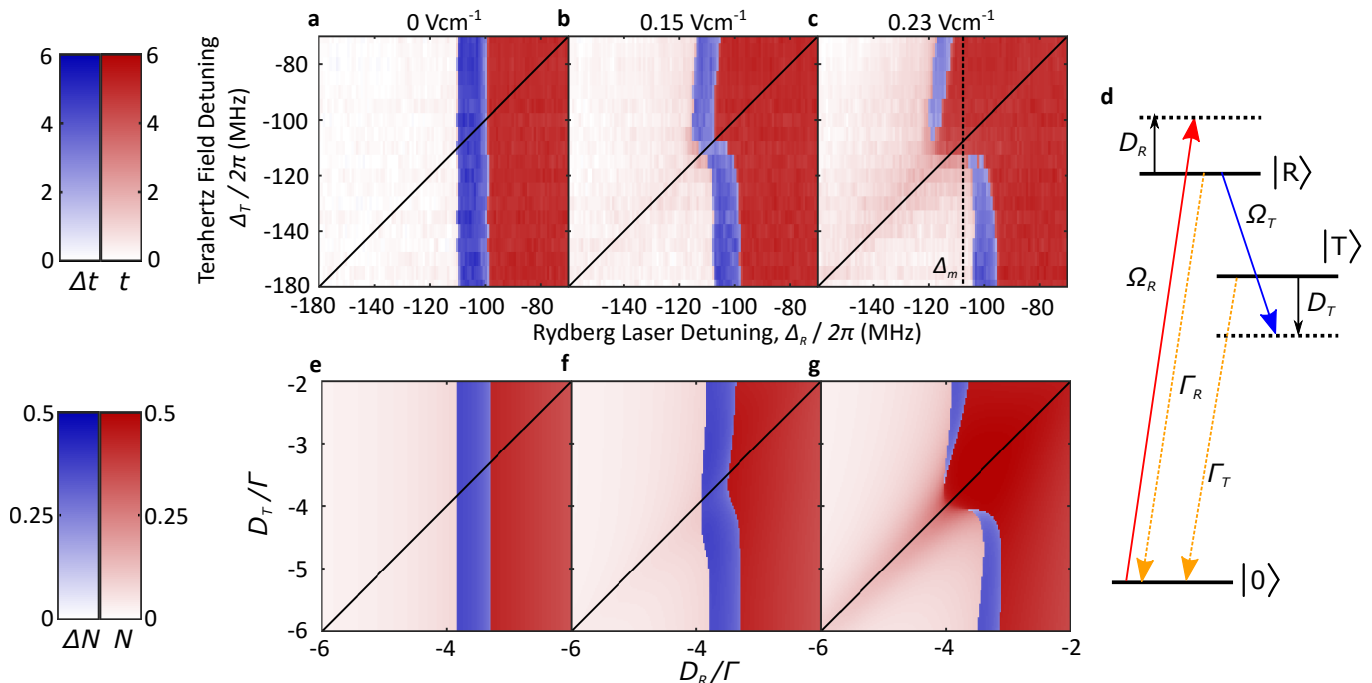 a
0 Vcm⁻¹
b
0.15 Vcm⁻¹
c
0.23 Vcm⁻¹
6 6
4 4
2 2
0 0
Δt t
Terahertz Field Detuning
Δ_T / 2π (MHz)
-80
-100
-120
-140
-160
-180
Δ_m
-180 -140 -100 -140 -100 -80 -140 -100 -80
-80
Rydberg Laser Detuning, Δ_R / 2π (MHz)
d
D_R
|R⟩
Ω_T
|T⟩
Ω_R
D_T
Γ_R
Γ_T
|0⟩
e
f
g
0.5 0.5
0.25 0.25
0 0
ΔN N
D_T/Γ
-2
-3
-4
-5
-6
-6 -4 -6 -4 -6 -4 -2
D_R/Γ